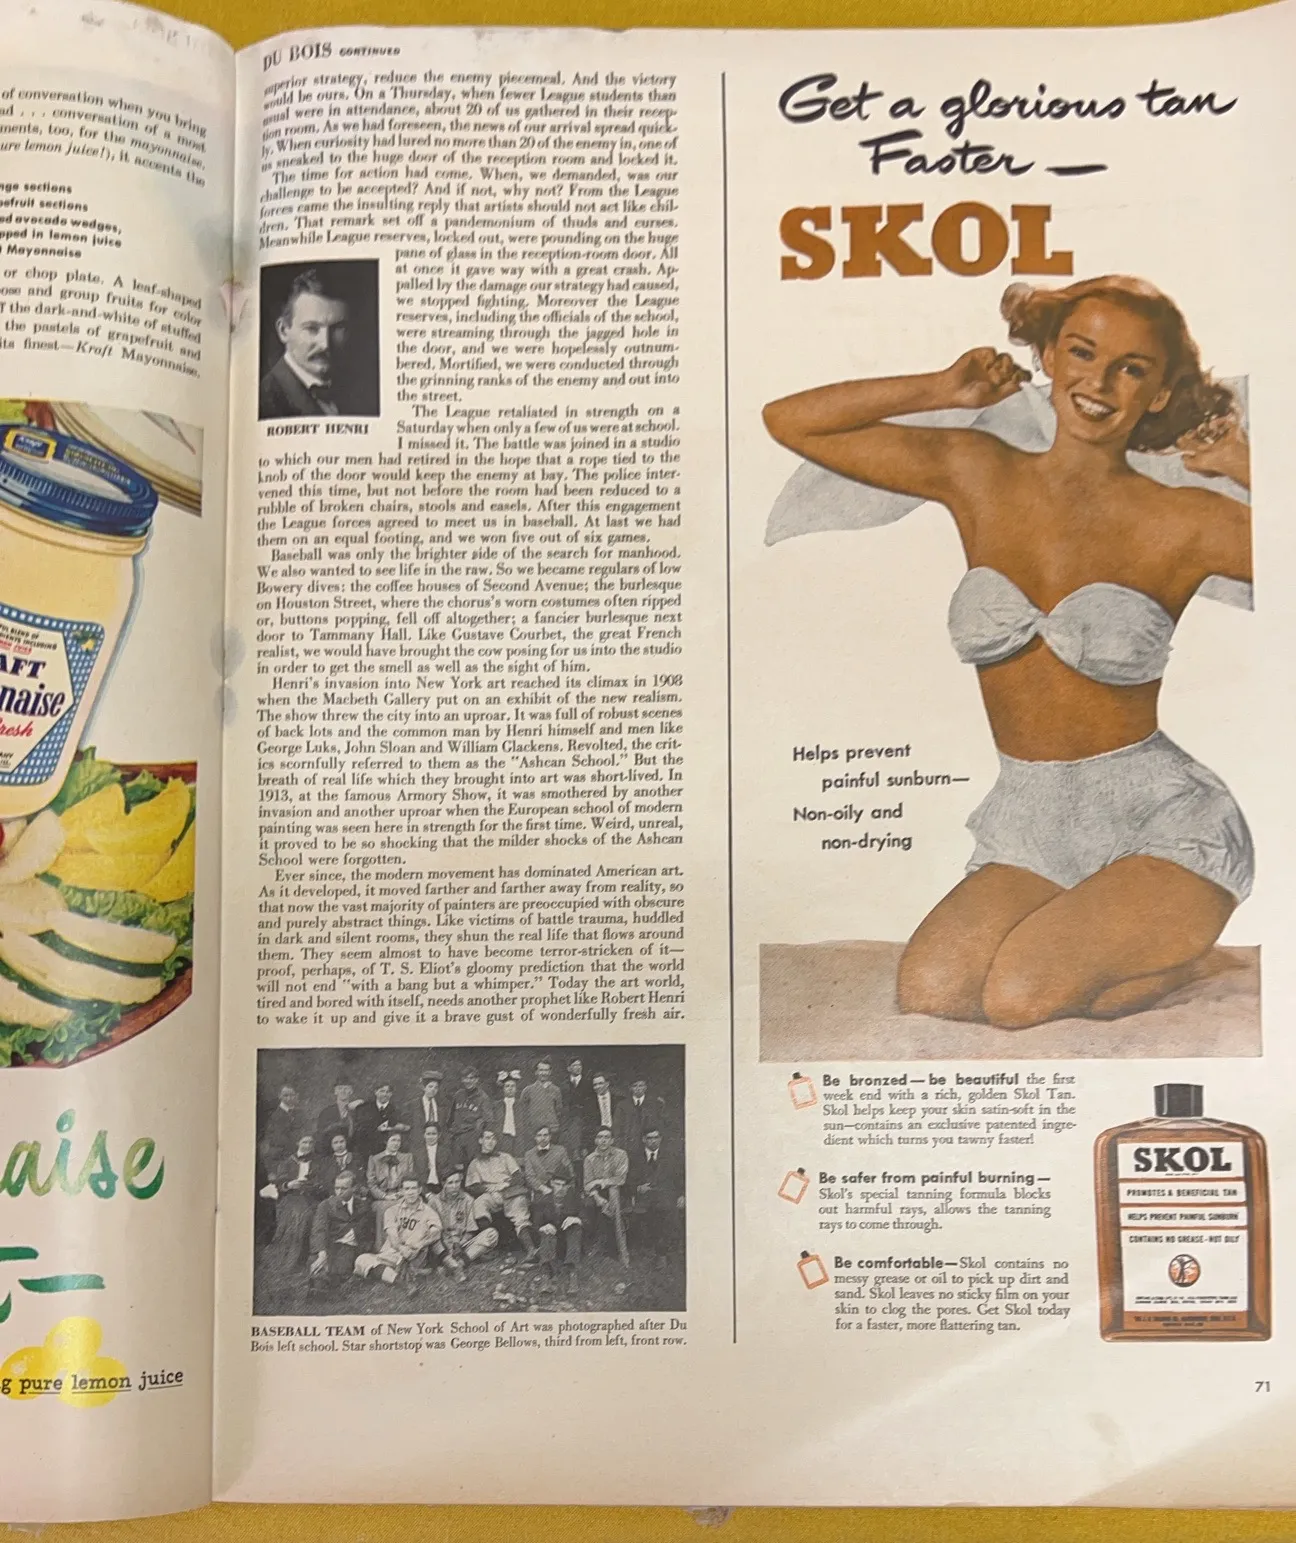 of conversation when you bring
ad . . . conversation of a most
ments, too, for the mayonnaise.
ure lemon juice!), it accents the
nge sections
pefruit sections
ed avocado wedges,
pped in lemon juice
Mayonnaise
or chop plate. A leaf-shaped
ose and group fruits for color
the dark-and-white of stuffed
the pastels of grapefruit and
its finest—Kraft Mayonnaise.
AFT
naise
resh
aise
g pure lemon juice
DU BOIS CONTINUED
superior strategy, reduce the enemy piecemeal. And the victory
would be ours. On a Thursday, when fewer League students than
usual were in attendance, about 20 of us gathered in their recep-
tion room. As we had foreseen, the news of our arrival spread quick-
ly. When curiosity had lured no more than 20 of the enemy in, one of
us sneaked to the huge door of the reception room and locked it.
The time for action had come. When, we demanded, was our
challenge to be accepted? And if not, why not? From the League
forces came the insulting reply that artists should not act like chil-
dren. That remark set off a pandemonium of thuds and curses.
Meanwhile League reserves, locked out, were pounding on the huge
pane of glass in the reception-room door. All
at once it gave way with a great crash. Ap-
palled by the damage our strategy had caused,
we stopped fighting. Moreover the League
reserves, including the officials of the school,
were streaming through the jagged hole in
the door, and we were hopelessly outnum-
bered. Mortified, we were conducted through
the grinning ranks of the enemy and out into
the street.
The League retaliated in strength on a
Saturday when only a few of us were at school.
I missed it. The battle was joined in a studio
ROBERT HENRI
to which our men had retired in the hope that a rope tied to the
knob of the door would keep the enemy at bay. The police inter-
vened this time, but not before the room had been reduced to a
rubble of broken chairs, stools and easels. After this engagement
the League forces agreed to meet us in baseball. At last we had
them on an equal footing, and we won five out of six games.
Baseball was only the brighter side of the search for manhood.
We also wanted to see life in the raw. So we became regulars of low
Bowery dives: the coffee houses of Second Avenue; the burlesque
on Houston Street, where the chorus's worn costumes often ripped
or, buttons popping, fell off altogether; a fancier burlesque next
door to Tammany Hall. Like Gustave Courbet, the great French
realist, we would have brought the cow posing for us into the studio
in order to get the smell as well as the sight of him.
Henri's invasion into New York art reached its climax in 1908
when the Macbeth Gallery put on an exhibit of the new realism.
The show threw the city into an uproar. It was full of robust scenes
of back lots and the common man by Henri himself and men like
George Luks, John Sloan and William Glackens. Revolted, the crit-
ics scornfully referred to them as the "Ashcan School." But the
breath of real life which they brought into art was short-lived. In
1913, at the famous Armory Show, it was smothered by another
invasion and another uproar when the European school of modern
painting was seen here in strength for the first time. Weird, unreal,
it proved to be so shocking that the milder shocks of the Ashcan
School were forgotten.
Ever since, the modern movement has dominated American art.
As it developed, it moved farther and farther away from reality, so
that now the vast majority of painters are preoccupied with obscure
and purely abstract things. Like victims of battle trauma, huddled
in dark and silent rooms, they shun the real life that flows around
them. They seem almost to have become terror-stricken of it—
proof, perhaps, of T. S. Eliot's gloomy prediction that the world
will not end "with a bang but a whimper." Today the art world,
tired and bored with itself, needs another prophet like Robert Henri
to wake it up and give it a brave gust of wonderfully fresh air.
BASEBALL TEAM of New York School of Art was photographed after Du
Bois left school. Star shortstop was George Bellows, third from left, front row.
Get a glorious tan
Faster —
SKOL
Helps prevent
painful sunburn—
Non-oily and
non-drying
Be bronzed—be beautiful the first
week end with a rich, golden Skol Tan.
Skol helps keep your skin satin-soft in the
sun—contains an exclusive patented ingre-
dient which turns you tawny faster!
Be safer from painful burning—
Skol's special tanning formula blocks
out harmful rays, allows the tanning
rays to come through.
Be comfortable—Skol contains no
messy grease or oil to pick up dirt and
sand. Skol leaves no sticky film on your
skin to clog the pores. Get Skol today
for a faster, more flattering tan.
SKOL
PROMOTES A BENEFICIAL TAN
HELPS PREVENT PAINFUL SUNBURN
CONTAINS NO GREASE-NOT OILY
71